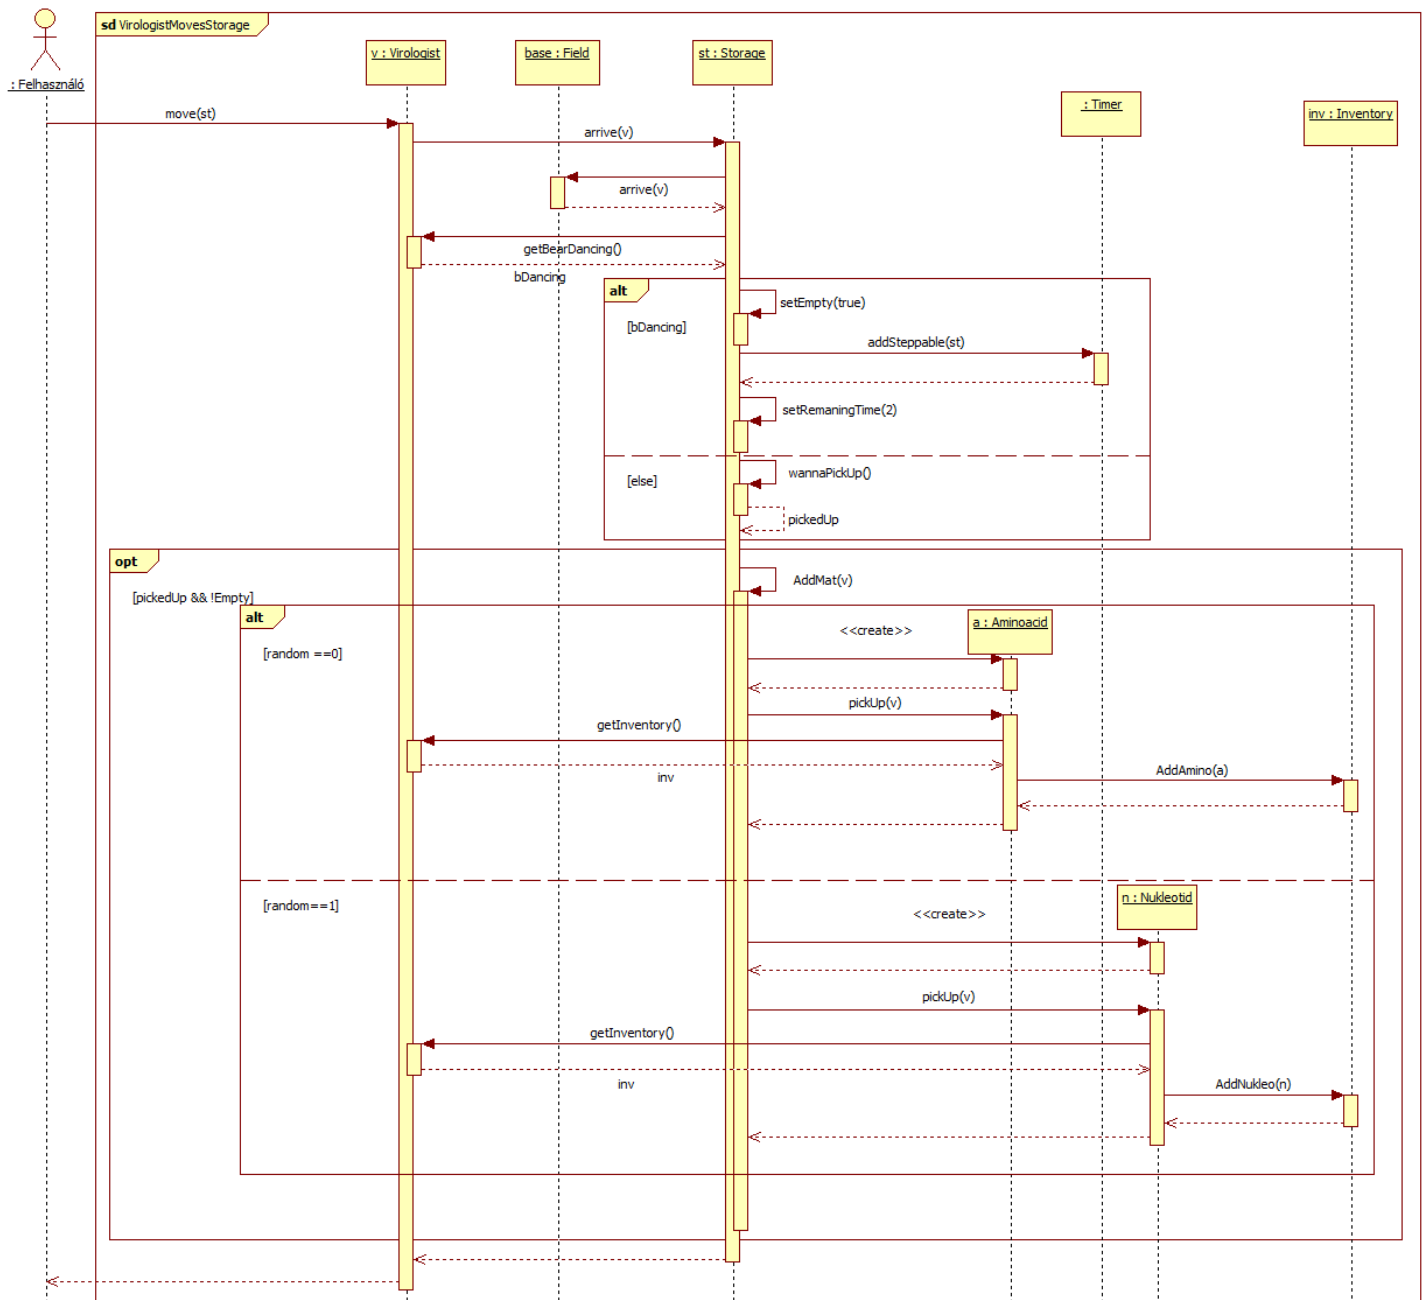 sd VirologistMovesStorage
: Felhasználó
v : Virologist
base : Field
st : Storage
: Timer
inv : Inventory
move(st)
arrive(v)
arrive(v)
getBearDancing()
bDancing
alt
setEmpty(true)
[bDancing]
addSteppable(st)
setRemaningTime(2)
[else]
wannaPickUp()
pickedUp
opt
[pickedUp && !Empty]
AddMat(v)
alt
[random ==0]
<<create>>
a : Aminoacid
pickUp(v)
getInventory()
inv
AddAmino(a)
[random==1]
<<create>>
n : Nukleotid
pickUp(v)
getInventory()
inv
AddNukleo(n)